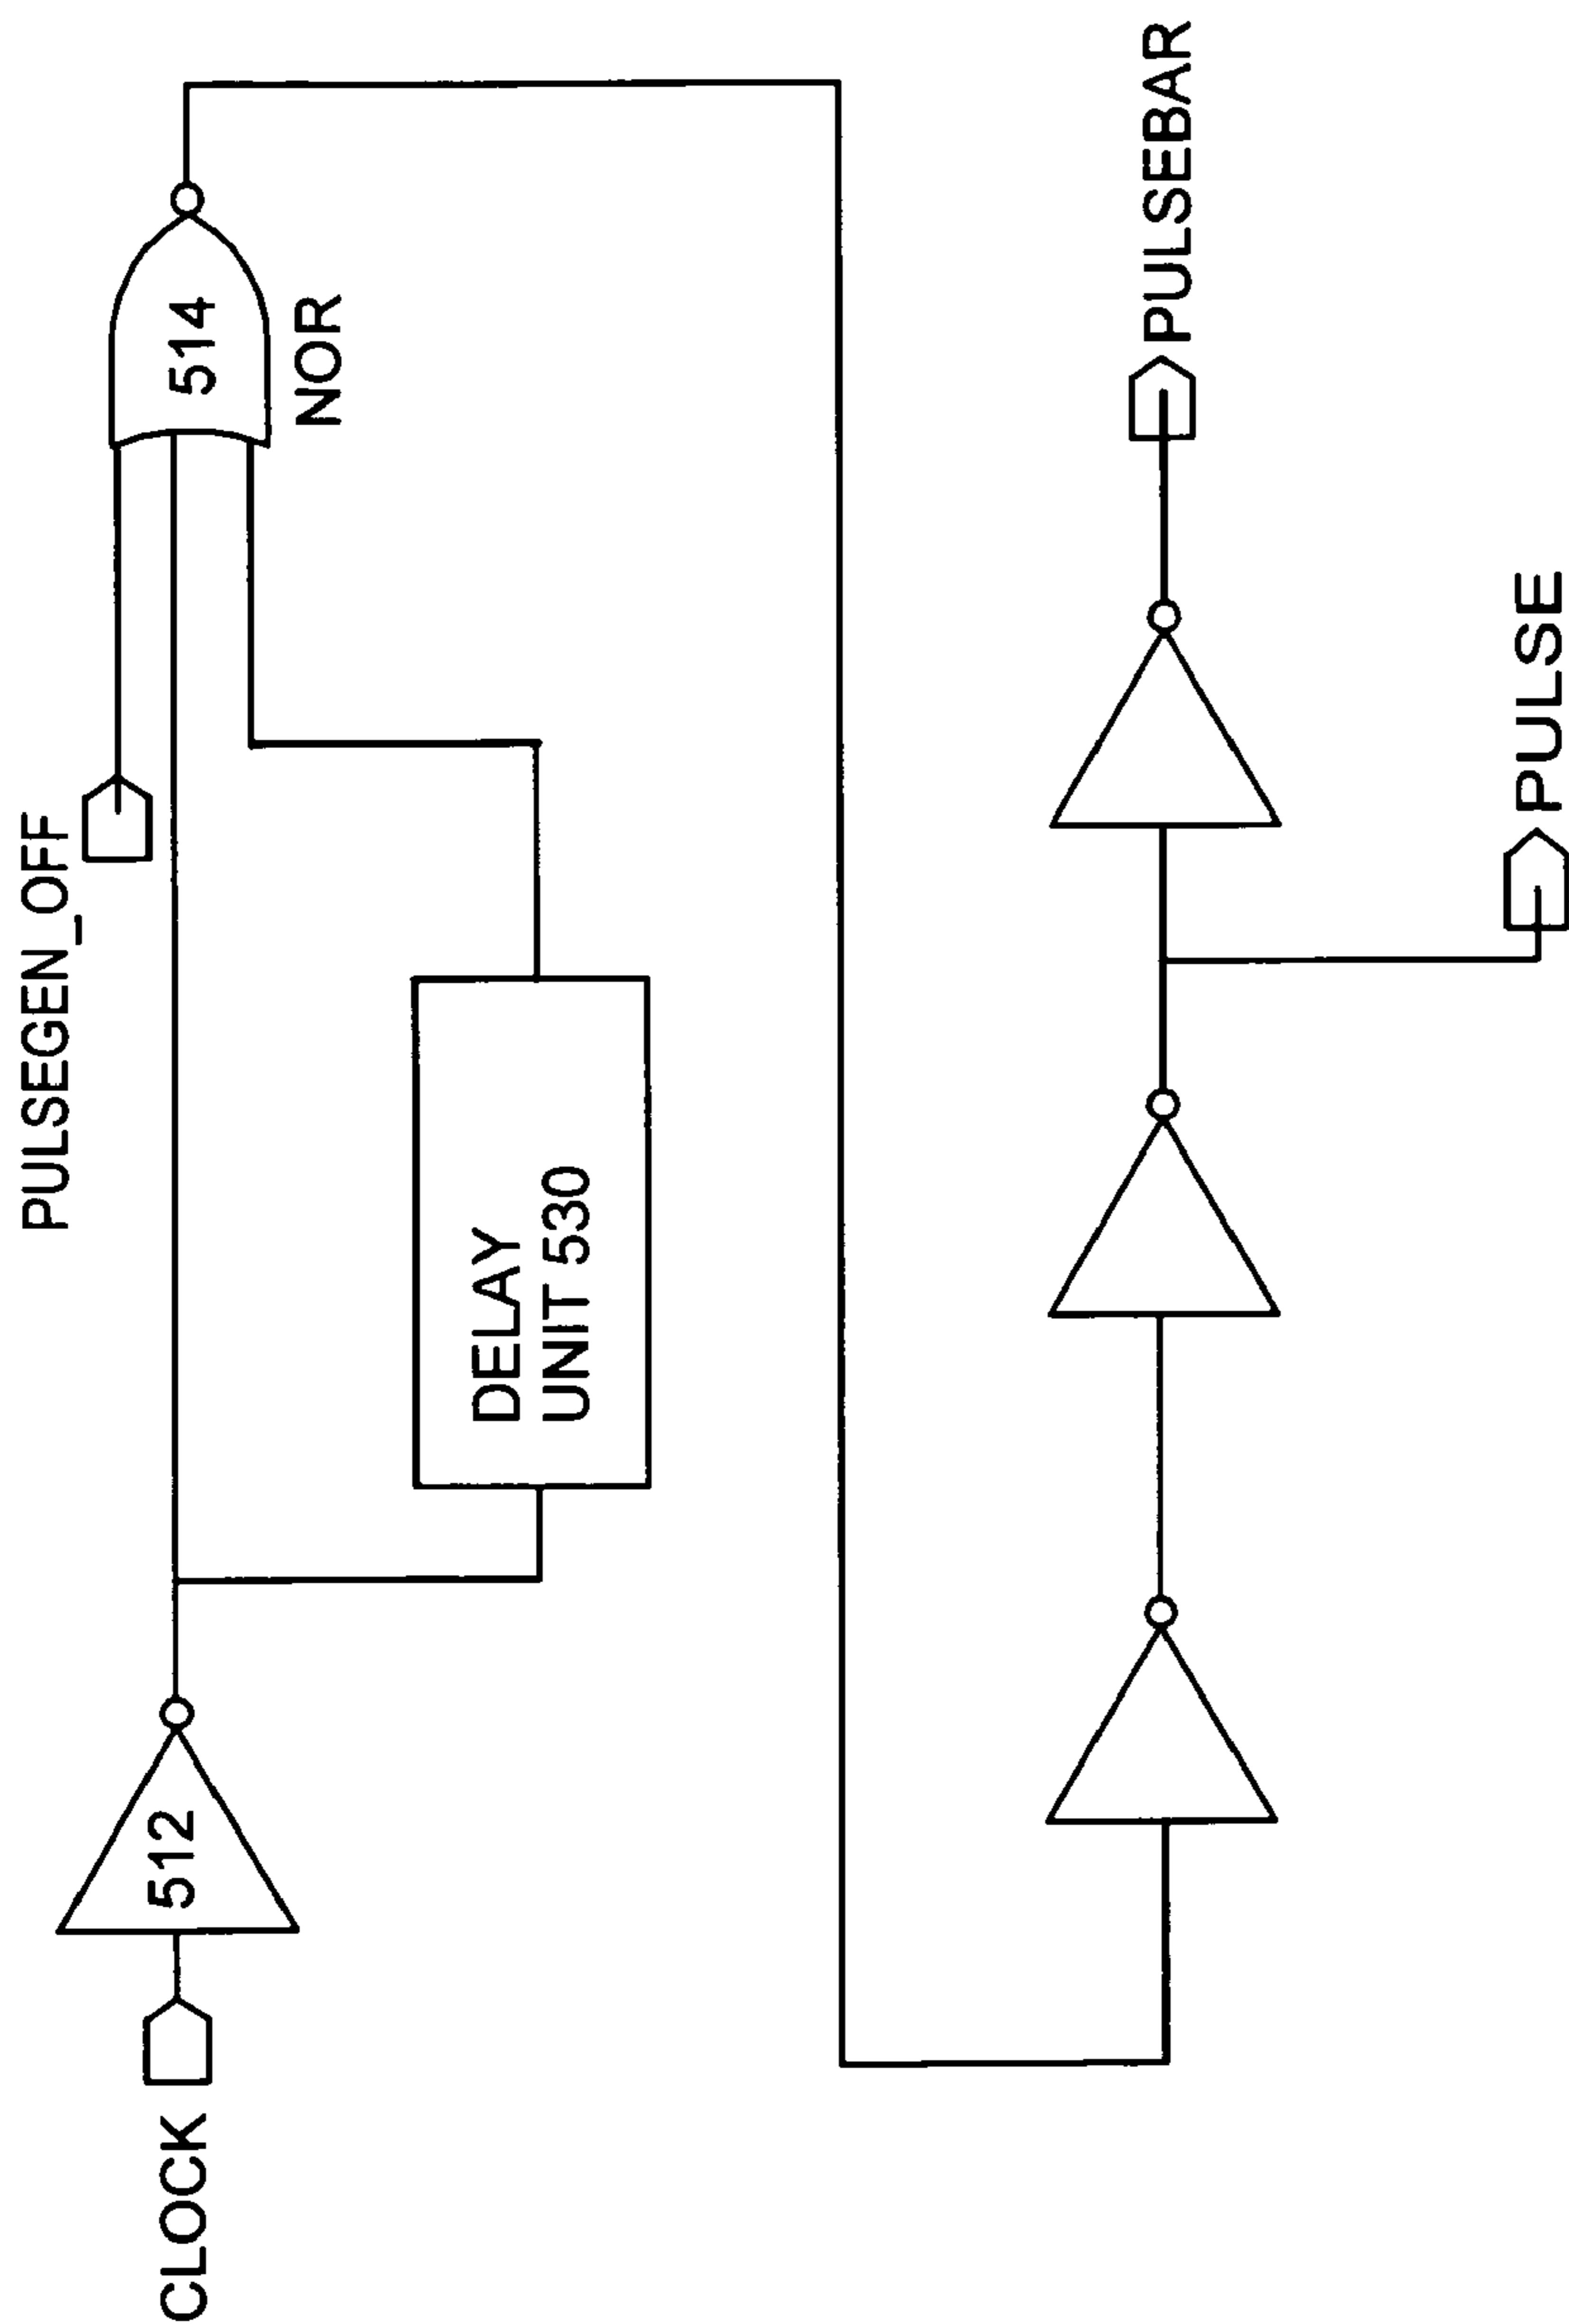 PULSEGEN_OFF
CLOCK
512
514
NOR
DELAY
UNIT 530
PULSEBAR
PULSE